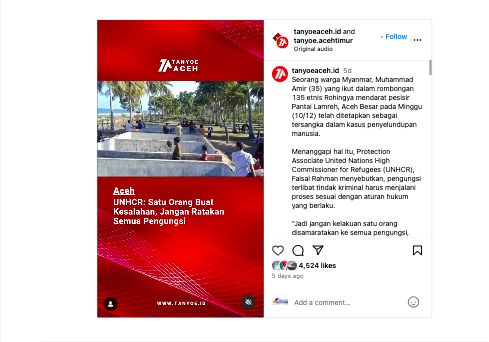 TANYOE
ACEH
Aceh
UNHCR: Satu Orang Buat
Kesalahan, Jangan Ratakan
Semua Pengungsi
WWW.TANYOE.ID
tanyoeaceh.id and
tanyoe.acehtimur
Original audio
• Follow
...
tanyoeaceh.id 5d
Seorang warga Myanmar, Muhammad
Amir (35) yang ikut dalam rombongan
135 etnis Rohingya mendarat pesisir
Pantai Lamreh, Aceh Besar pada Minggu
(10/12) telah ditetapkan sebagai
tersangka dalam kasus penyelundupan
manusia.
Menanggapi hal itu, Protection
Associate United Nations High
Commissioner for Refugees (UNHCR),
Faisal Rahman menyebutkan, pengungsi
terlibat tindak kriminal harus menjalani
proses sesuai dengan aturan hukum
yang berlaku.
"Jadi jangan kelakuan satu orang
disamaratakan ke semua pengungsi,
4,524 likes
5 days ago
Add a comment...